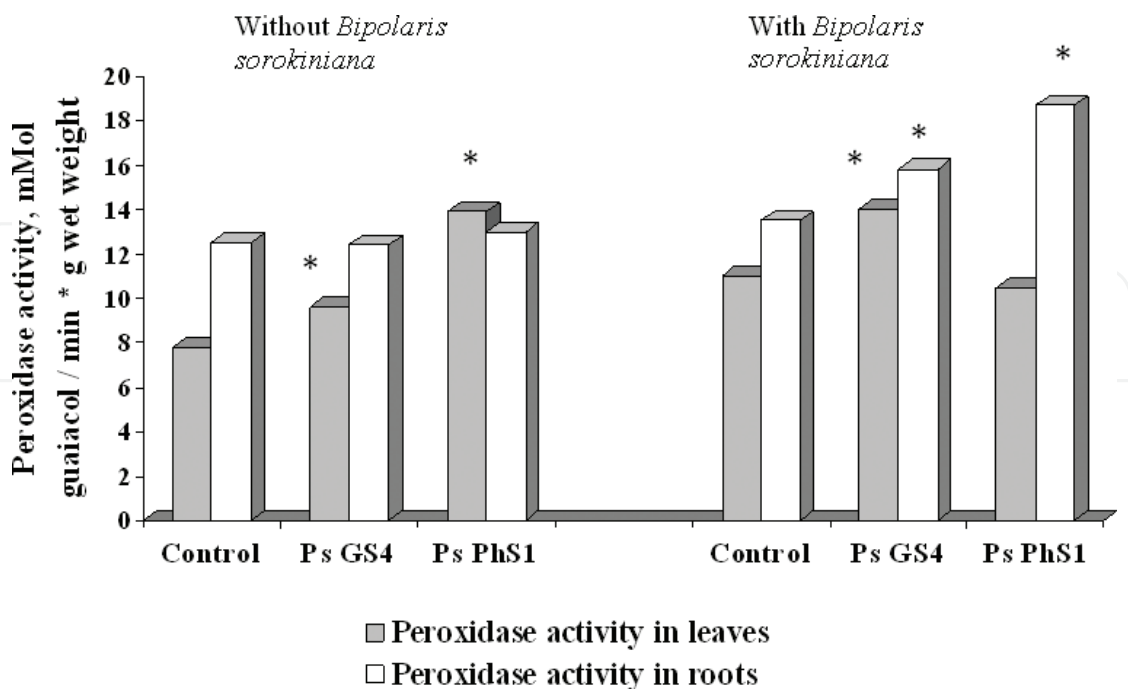 Without Bipolaris
sorokiniana
With Bipolaris
sorokiniana
Peroxidase activity, mMol
guaiacol / min * g wet weight
20
18
16
14
12
10
8
6
4
2
0
*
*
*
*
*
Control
Ps GS4
Ps PhS1
Control
Ps GS4
Ps PhS1
Peroxidase activity in leaves
Peroxidase activity in roots